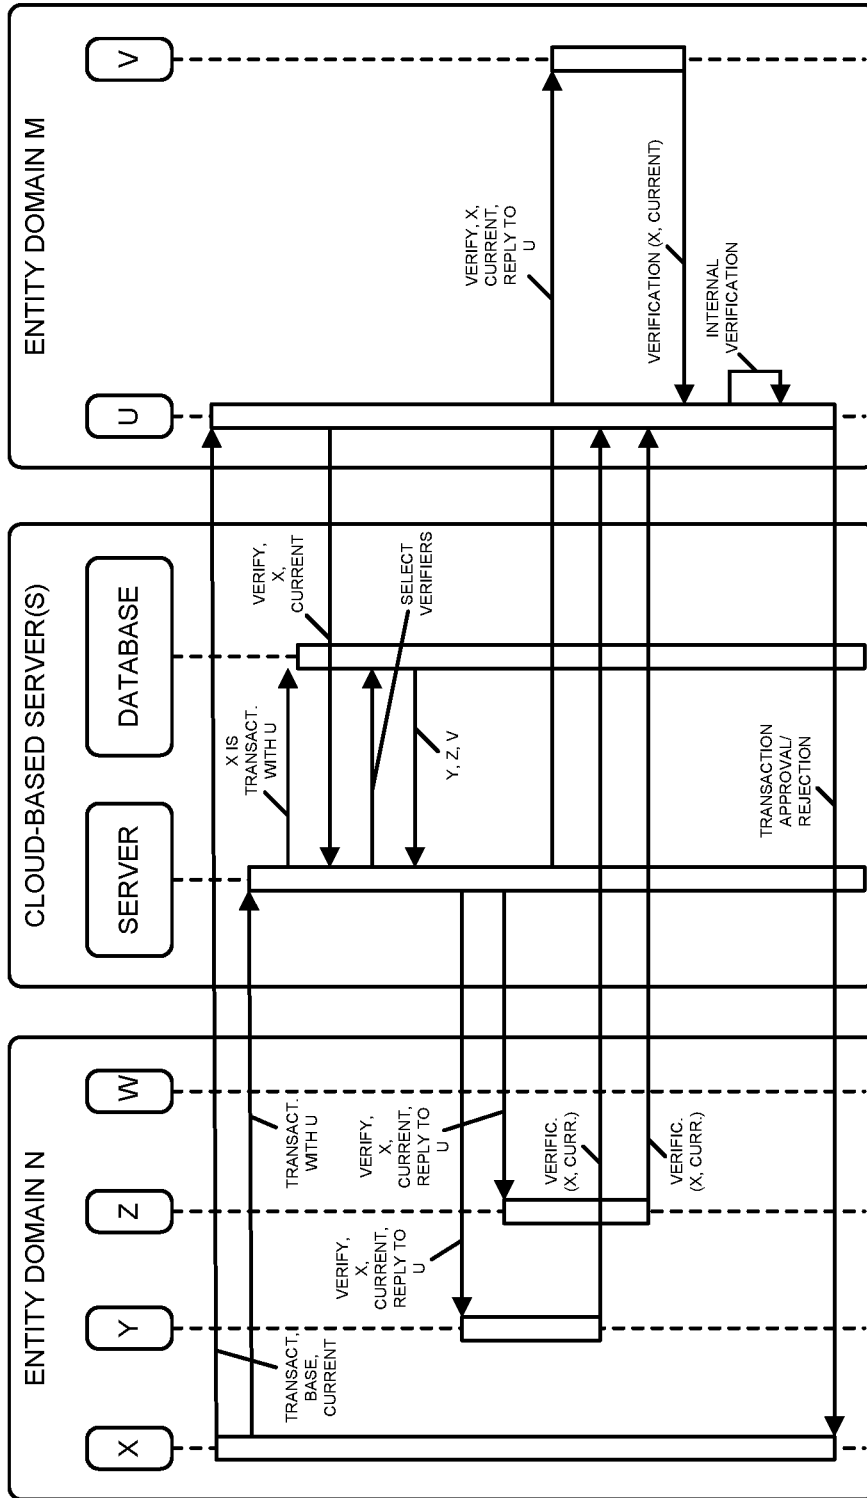 ENTITY DOMAIN N
CLOUD-BASED SERVER(S)
ENTITY DOMAIN M
X
Y
Z
W
SERVER
DATABASE
U
V
TRANSACT,
BASE,
CURRENT
TRANSACT.
WITH U
X IS
TRANSACT.
WITH U
VERIFY,
X,
CURRENT
SELECT
VERIFIERS
Y, Z, V
VERIFY,
X,
CURRENT,
REPLY TO
U
VERIFY,
X,
CURRENT,
REPLY TO
U
VERIFY, X,
CURRENT,
REPLY TO
U
VERIFIC.
(X, CURR.)
VERIFIC.
(X, CURR.)
VERIFICATION (X, CURRENT)
INTERNAL
VERIFICATION
TRANSACTION
APPROVAL/
REJECTION